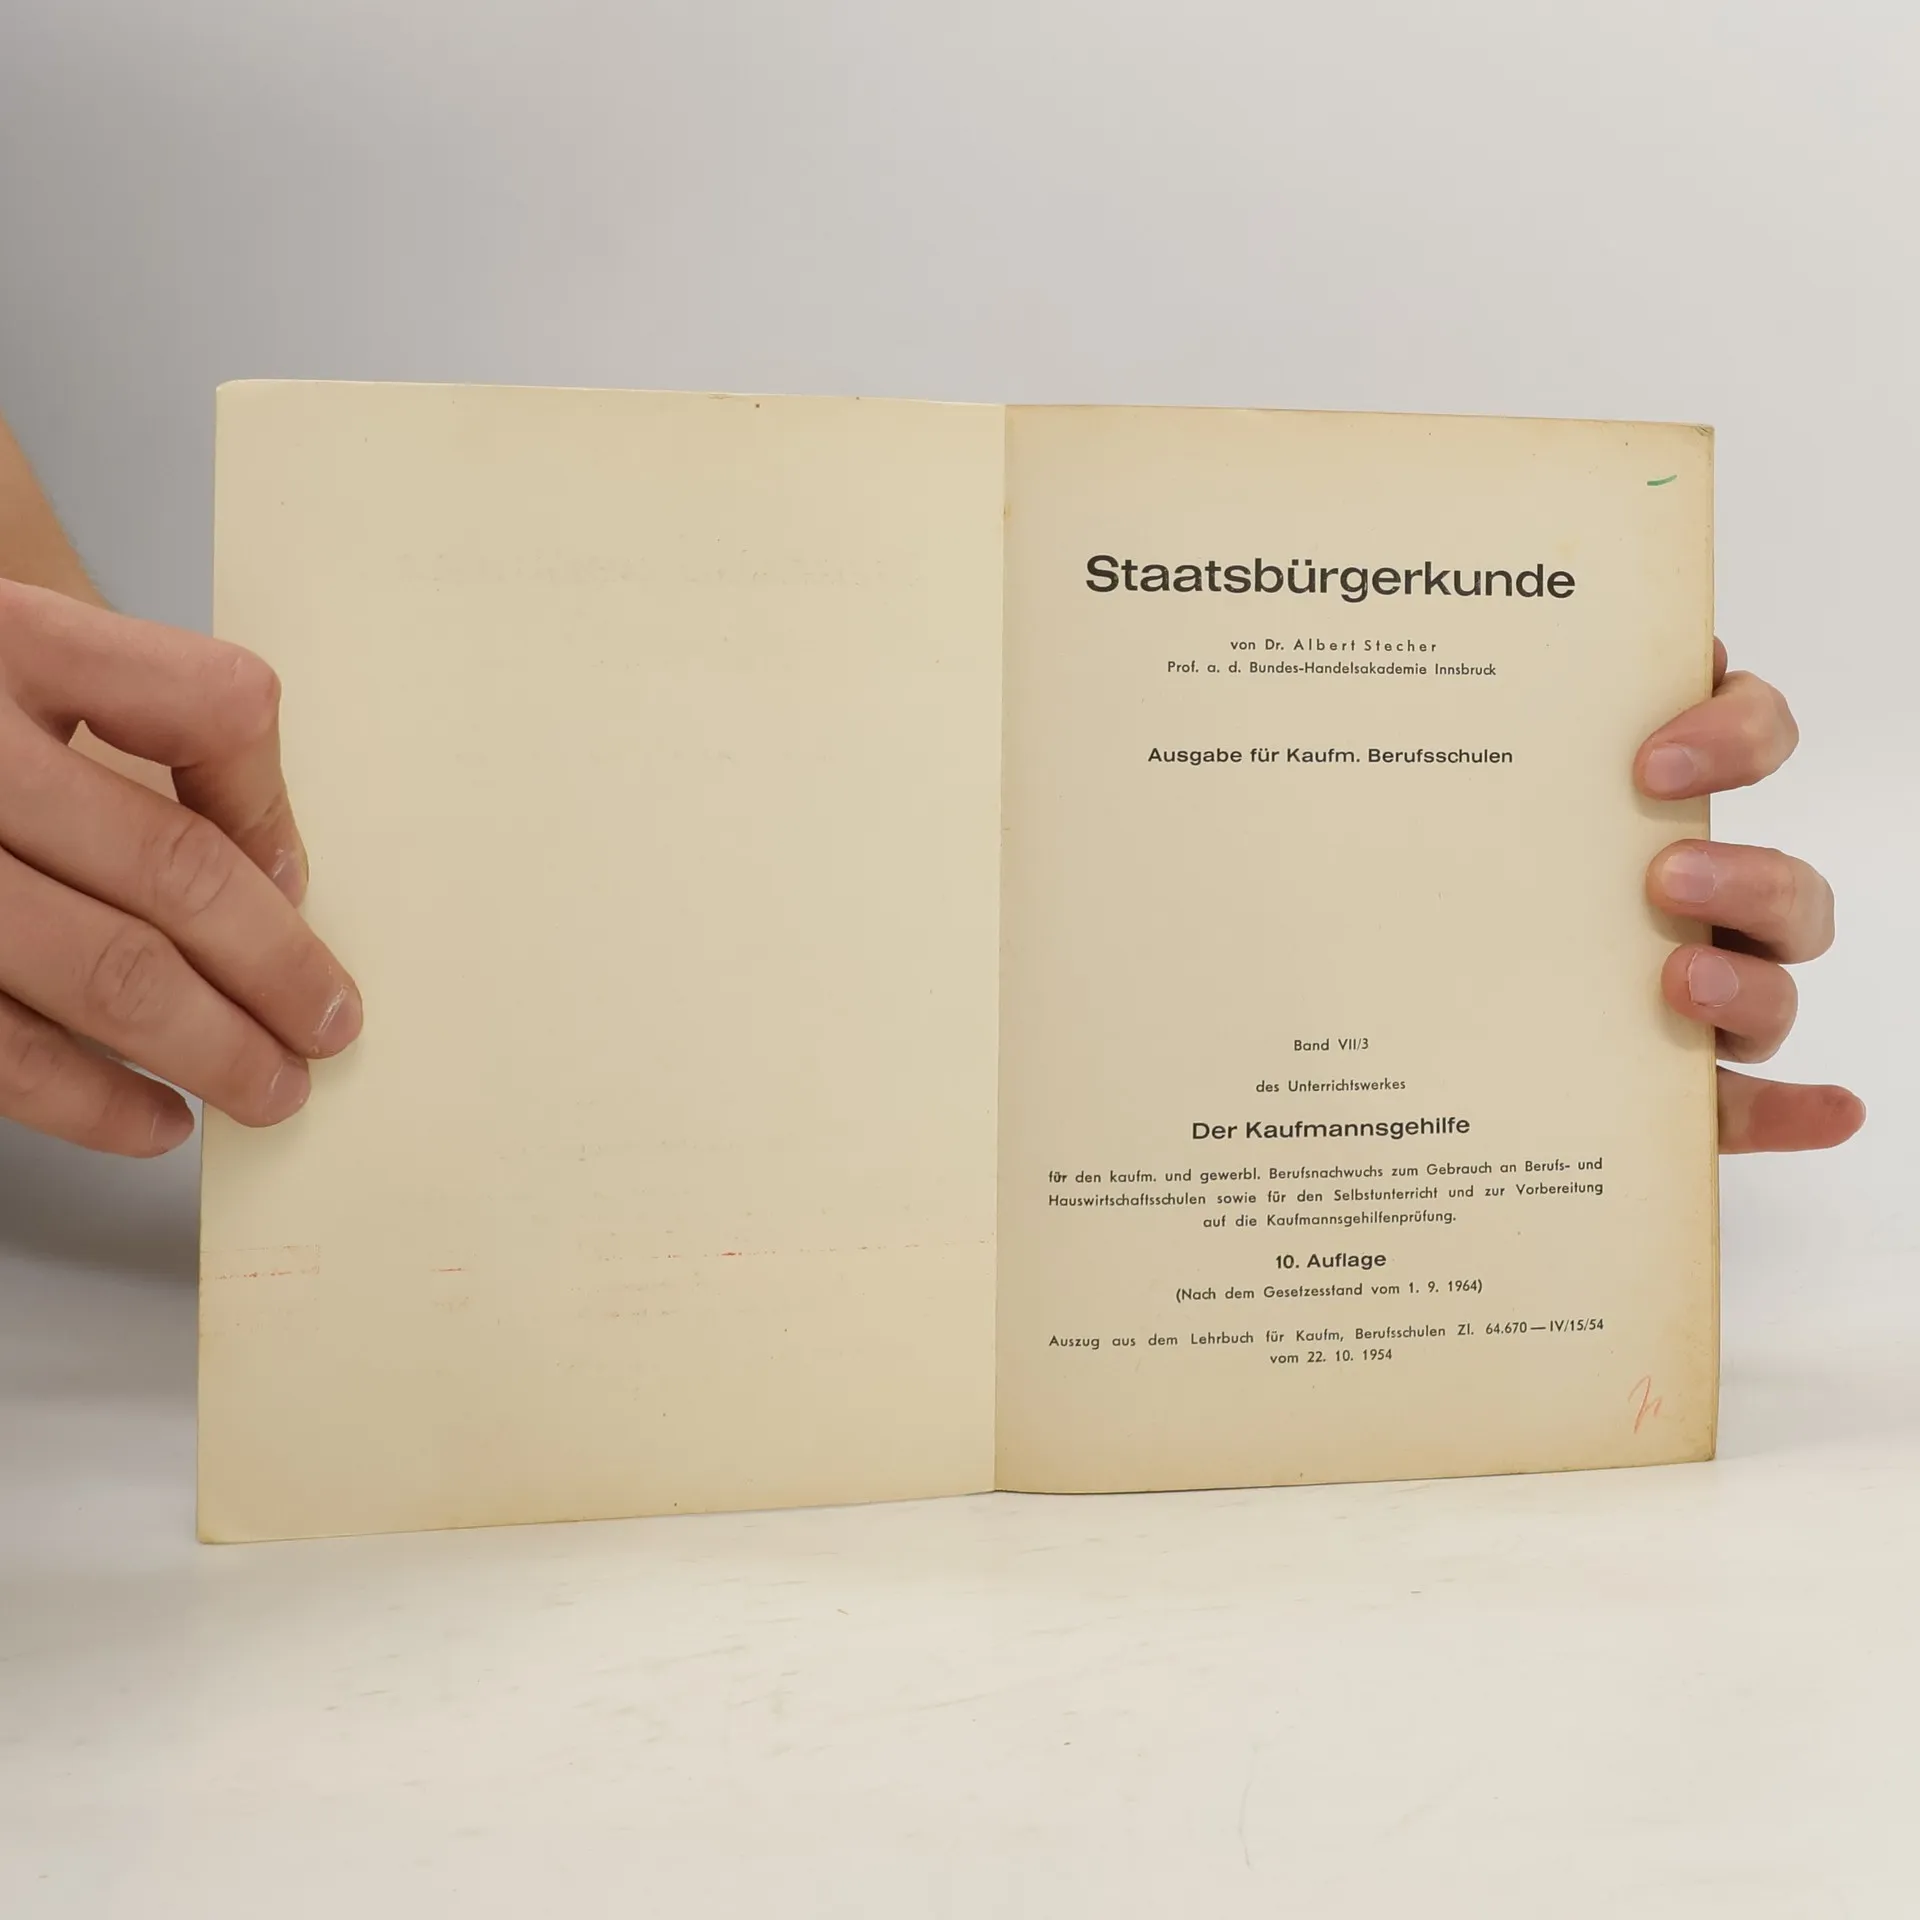 Staatsbürgerkunde
von Dr. Albert Stecher
Prof. a. d. Bundes-Handelsakademie Innsbruck
Ausgabe für Kaufm. Berufsschulen
Band VII/3
des Unterrichtswerkes
Der Kaufmannsgehilfe
für den kaufm. und gewerbl. Berufsnachwuchs zum Gebrauch an Berufs- und
Hauswirtschaftsschulen sowie für den Selbstunterricht und zur Vorbereitung
auf die Kaufmannsgehilfenprüfung.
10. Auflage
(Nach dem Gesetzesstand vom 1. 9. 1964)
Auszug aus dem Lehrbuch für Kaufm, Berufsschulen Zl. 64.670—IV/15/54
vom 22. 10. 1954